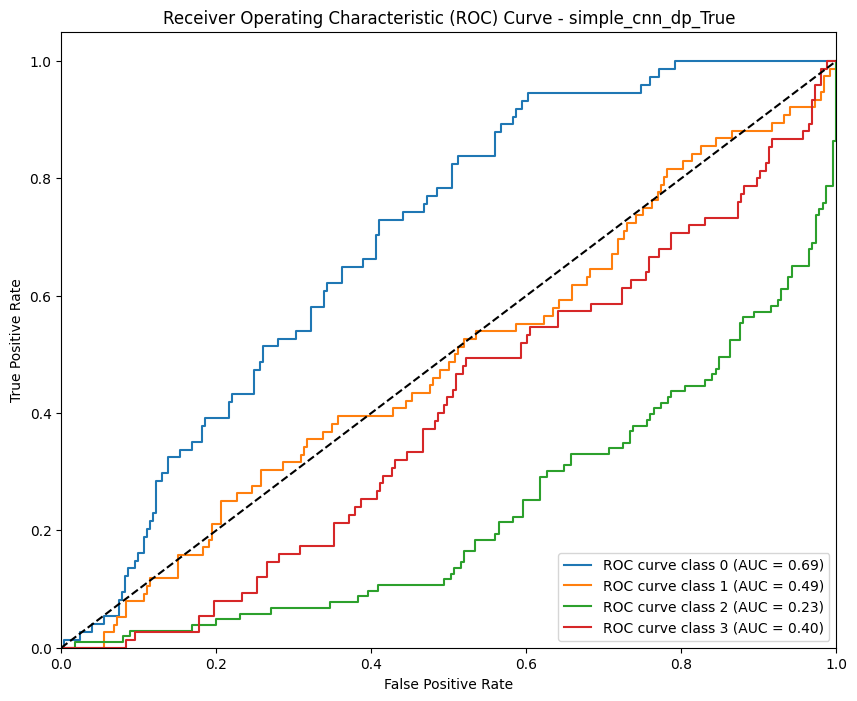 Receiver Operating Characteristic (ROC) Curve - simple_cnn_dp_True
True Positive Rate
1.0
0.8
0.6
0.4
0.2
0.0
0.0 0.2 0.4 0.6 0.8 1.0
False Positive Rate
ROC curve class 0 (AUC = 0.69)
ROC curve class 1 (AUC = 0.49)
ROC curve class 2 (AUC = 0.23)
ROC curve class 3 (AUC = 0.40)